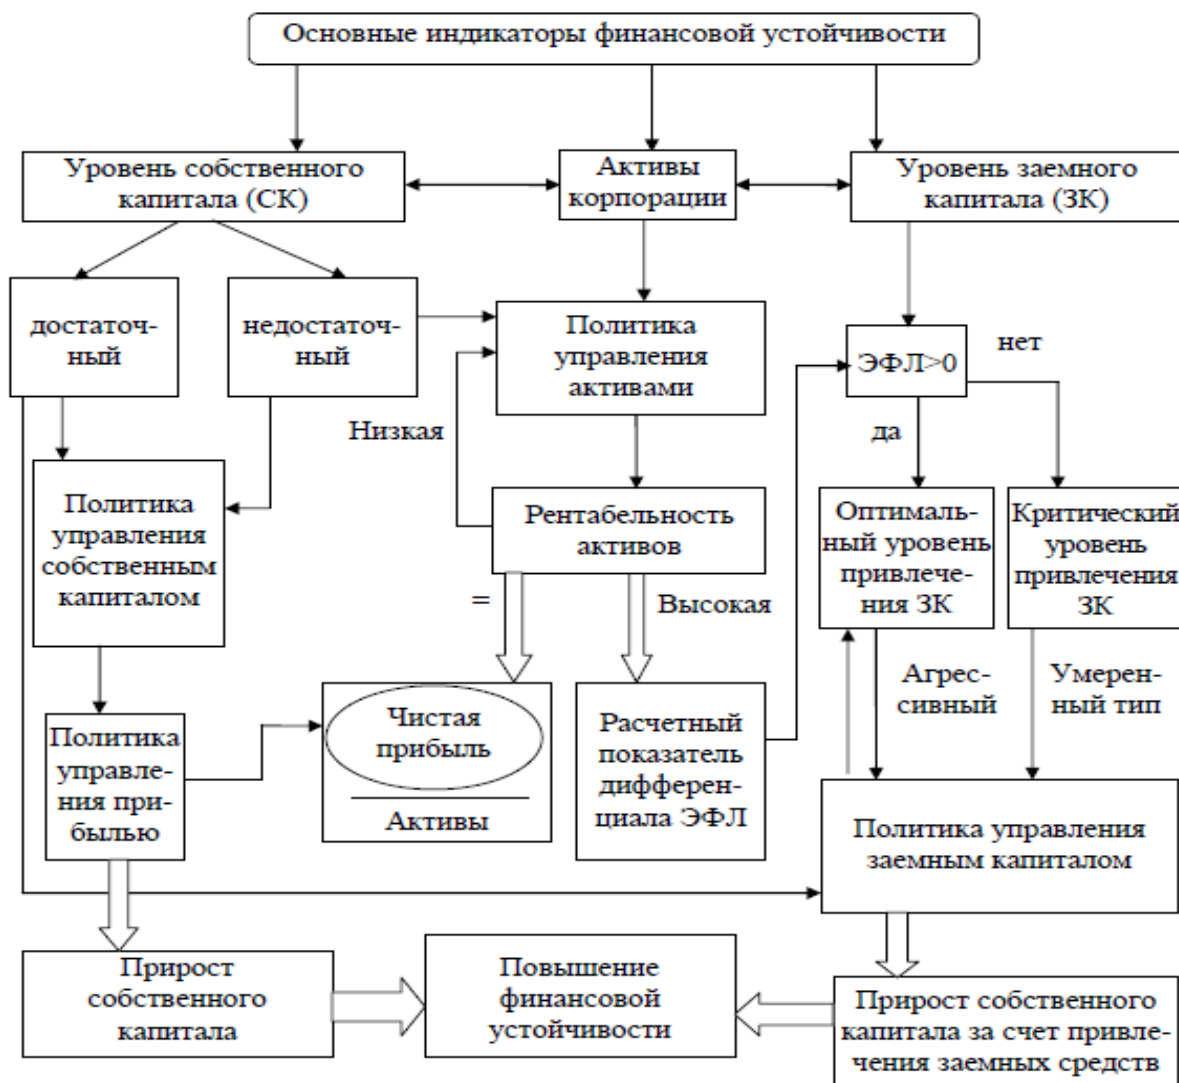 Основные индикаторы финансовой устойчивости
Уровень собственного
капитала (СК)
Активы
корпорации
Уровень заемного
капитала (ЗК)
достаточ-
ный
недостаточ-
ный
Политика
управления
активами
ЭФЛ>0
нет
да
Низкая
Политика
управления
собственным
капиталом
Рентабельность
активов
Оптималь-
ный уровень
привлече-
ния ЗК
Критический
уровень
привлечения
ЗК
=
Высокая
Агрес-
сивный
Умерен-
ный тип
Политика
управле-
ния при-
былью
Чистая
прибыль
Активы
Расчетный
показатель
дифферен-
циала ЭФЛ
Политика управления
заемным капиталом
Прирост
собственного
капитала
Повышение
финансовой
устойчивости
Прирост собственного
капитала за счет привле-
чения заемных средств